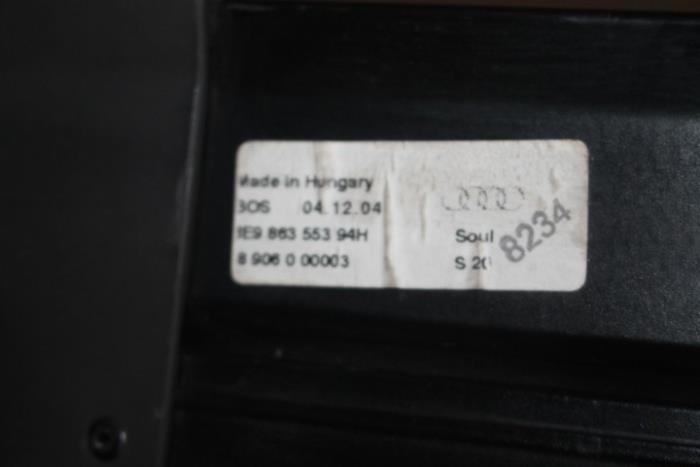 Made in Hungary
BOS 04.12.04
8E9 863 553 94H
Soul
8 906 0 00003
S 20
8234